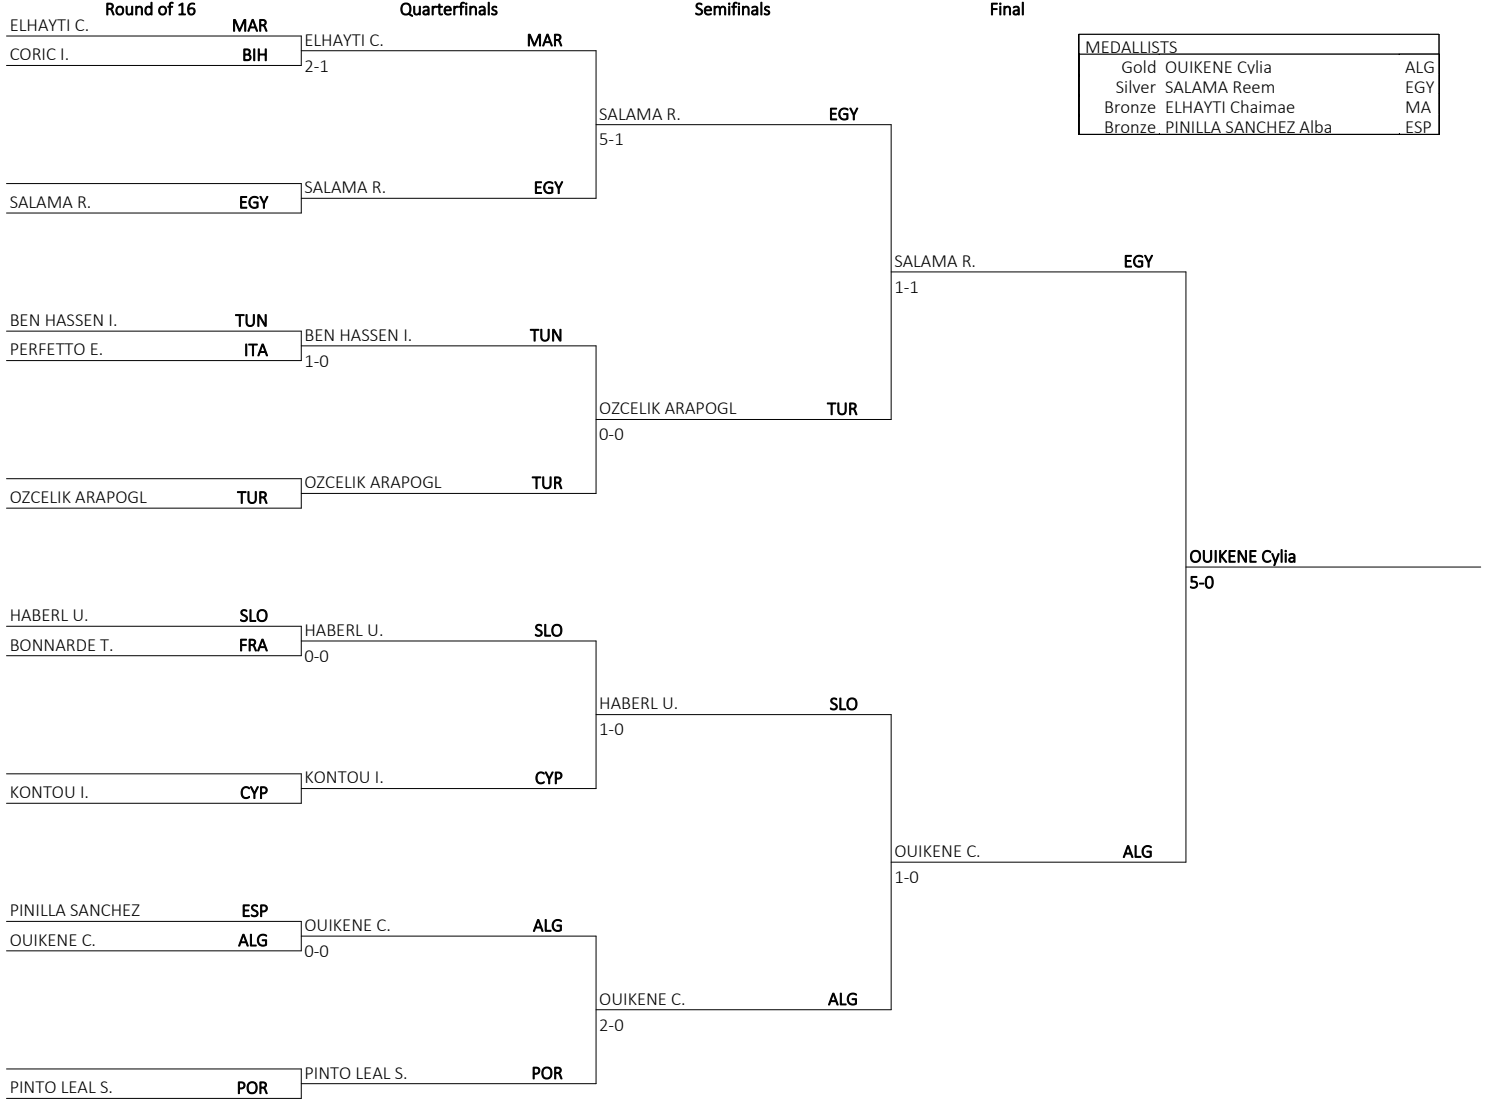 Round of 16 Quarterfinals Semifinals Final
ELHAYTI C. MAR
CORIC I. BIH
ELHAYTI C. MAR
2-1
MEDALLISTS
Gold OUIKENE Cylia ALG
Silver SALAMA Reem EGY
Bronze ELHAYTI Chaimae MA
Bronze PINILLA SANCHEZ Alba ESP
SALAMA R. EGY
5-1
SALAMA R. EGY
SALAMA R. EGY
SALAMA R. EGY
1-1
BEN HASSEN I. TUN
PERFETTO E. ITA
BEN HASSEN I. TUN
1-0
OZCELIK ARAPOGL TUR
0-0
OZCELIK ARAPOGL TUR
OZCELIK ARAPOGL TUR
OUIKENE Cylia
5-0
HABERL U. SLO
BONNARDE T. FRA
HABERL U. SLO
0-0
HABERL U. SLO
1-0
KONTOU I. CYP
KONTOU I. CYP
OUIKENE C. ALG
1-0
PINILLA SANCHEZ ESP
OUIKENE C. ALG
OUIKENE C. ALG
0-0
OUIKENE C. ALG
2-0
PINTO LEAL S. POR
PINTO LEAL S. POR